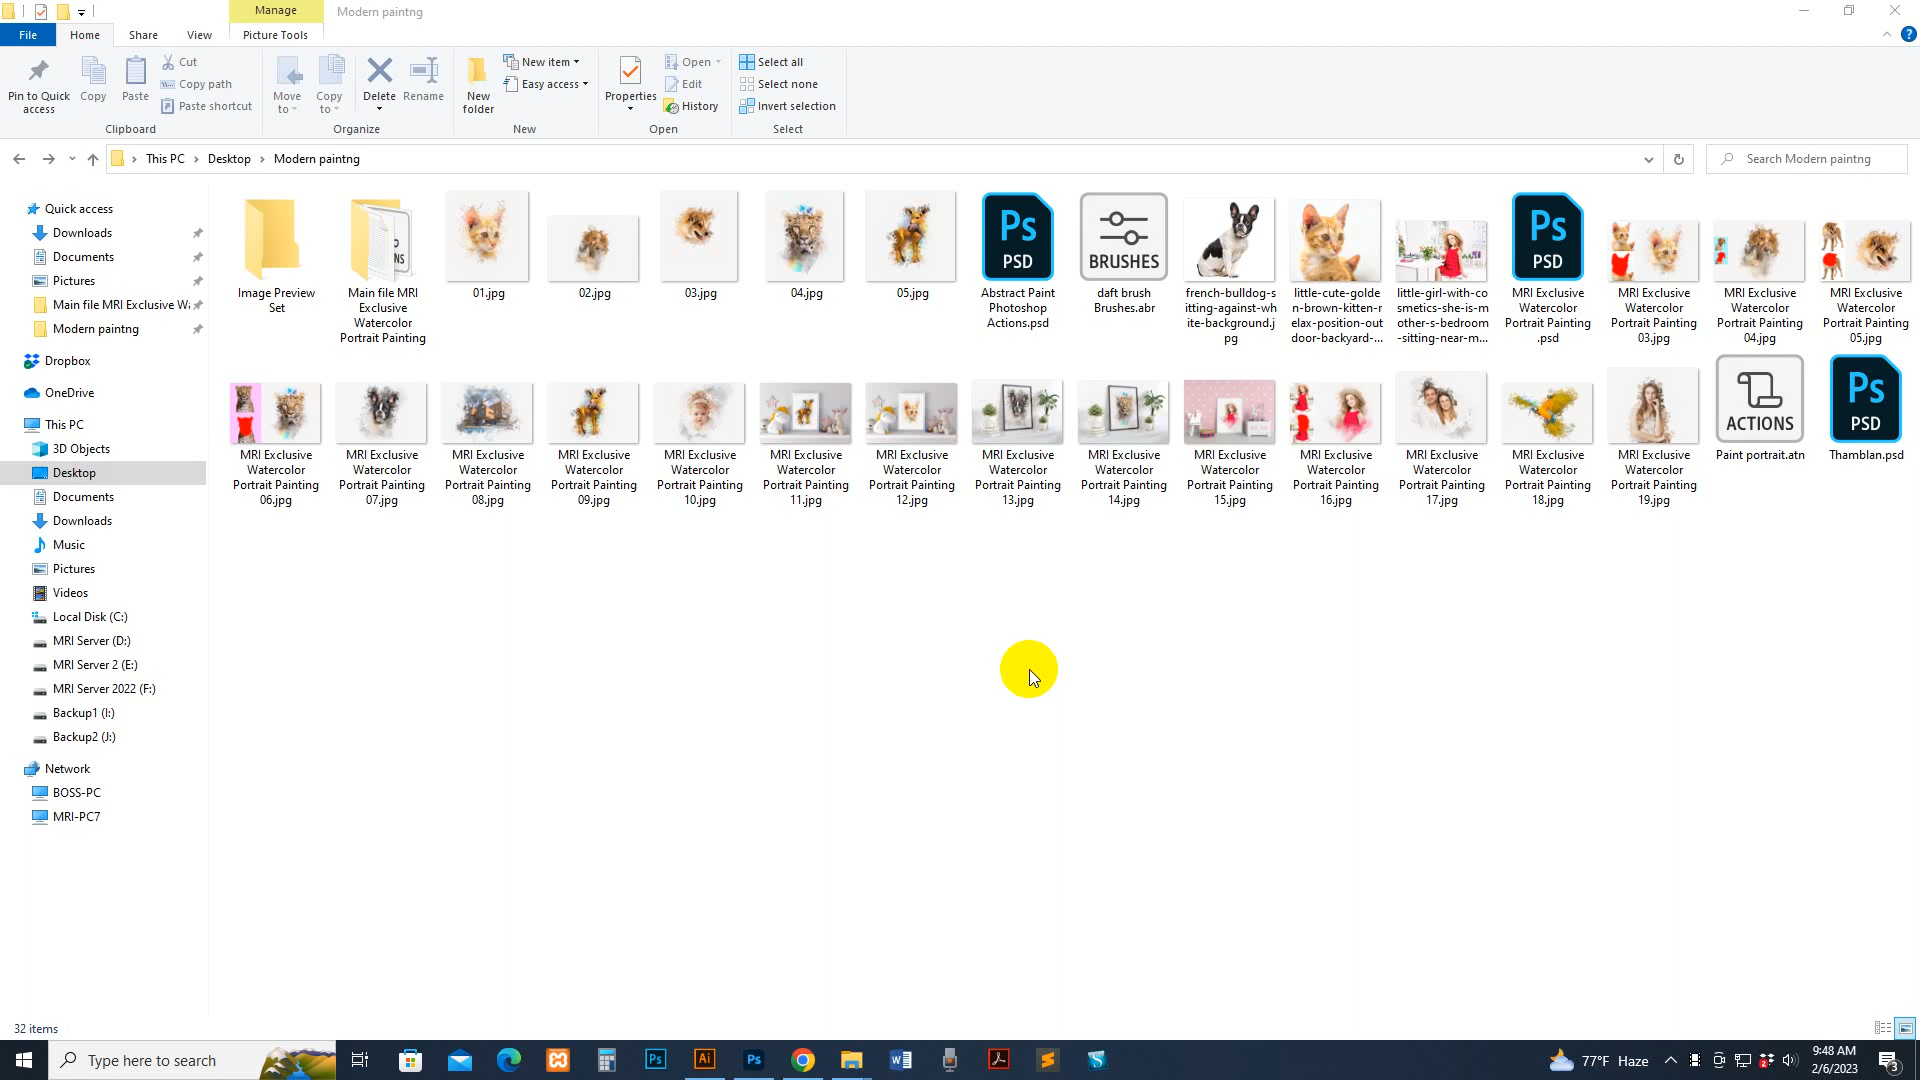 Manage
Modern paintng
File
Home
Share
View
Picture Tools
Pin to Quick access
Copy
Paste
Cut
Copy path
Paste shortcut
Move to
Copy to
Delete
Rename
New folder
New item
Easy access
Properties
Open
Edit
History
Select all
Select none
Invert selection
Clipboard
Organize
New
Open
Select
This PC
Desktop
Modern paintng
Search Modern paintng
Quick access
Downloads
Documents
Pictures
Main file MRI Exclusive Wa
Modern paintng
Dropbox
OneDrive
This PC
3D Objects
Desktop
Documents
Downloads
Music
Pictures
Videos
Local Disk (C:)
MRI Server (D:)
MRI Server 2 (E:)
MRI Server 2022 (F:)
Backup1 (I:)
Backup2 (J:)
Network
BOSS-PC
MRI-PC7
Image Preview
Set
Main file MRI
Exclusive
Watercolor
Portrait Painting
01.jpg
02.jpg
03.jpg
04.jpg
05.jpg
Ps
PSD
Abstract Paint
Photoshop
Actions.psd
BRUSHES
daft brush
Brushes.abr
french-bulldog-s
itting-against-wh
ite-background.j
pg
little-cute-golde
n-brown-kitten-r
elax-position-out
door-backyard-...
little-girl-with-co
smetics-she-is-m
other-s-bedroom
-sitting-near-m...
Ps
PSD
MRI Exclusive
Watercolor
Portrait Painting
.psd
MRI Exclusive
Watercolor
Portrait Painting
03.jpg
MRI Exclusive
Watercolor
Portrait Painting
04.jpg
MRI Exclusive
Watercolor
Portrait Painting
05.jpg
MRI Exclusive
Watercolor
Portrait Painting
06.jpg
MRI Exclusive
Watercolor
Portrait Painting
07.jpg
MRI Exclusive
Watercolor
Portrait Painting
08.jpg
MRI Exclusive
Watercolor
Portrait Painting
09.jpg
MRI Exclusive
Watercolor
Portrait Painting
10.jpg
MRI Exclusive
Watercolor
Portrait Painting
11.jpg
MRI Exclusive
Watercolor
Portrait Painting
12.jpg
MRI Exclusive
Watercolor
Portrait Painting
13.jpg
MRI Exclusive
Watercolor
Portrait Painting
14.jpg
MRI Exclusive
Watercolor
Portrait Painting
15.jpg
MRI Exclusive
Watercolor
Portrait Painting
16.jpg
MRI Exclusive
Watercolor
Portrait Painting
17.jpg
MRI Exclusive
Watercolor
Portrait Painting
18.jpg
MRI Exclusive
Watercolor
Portrait Painting
19.jpg
ACTIONS
Paint portrait.atn
Ps
PSD
Thamblan.psd
32 items
Type here to search
Ps
Ai
Ps
77°F Haze
9:48 AM
2/6/2023
3